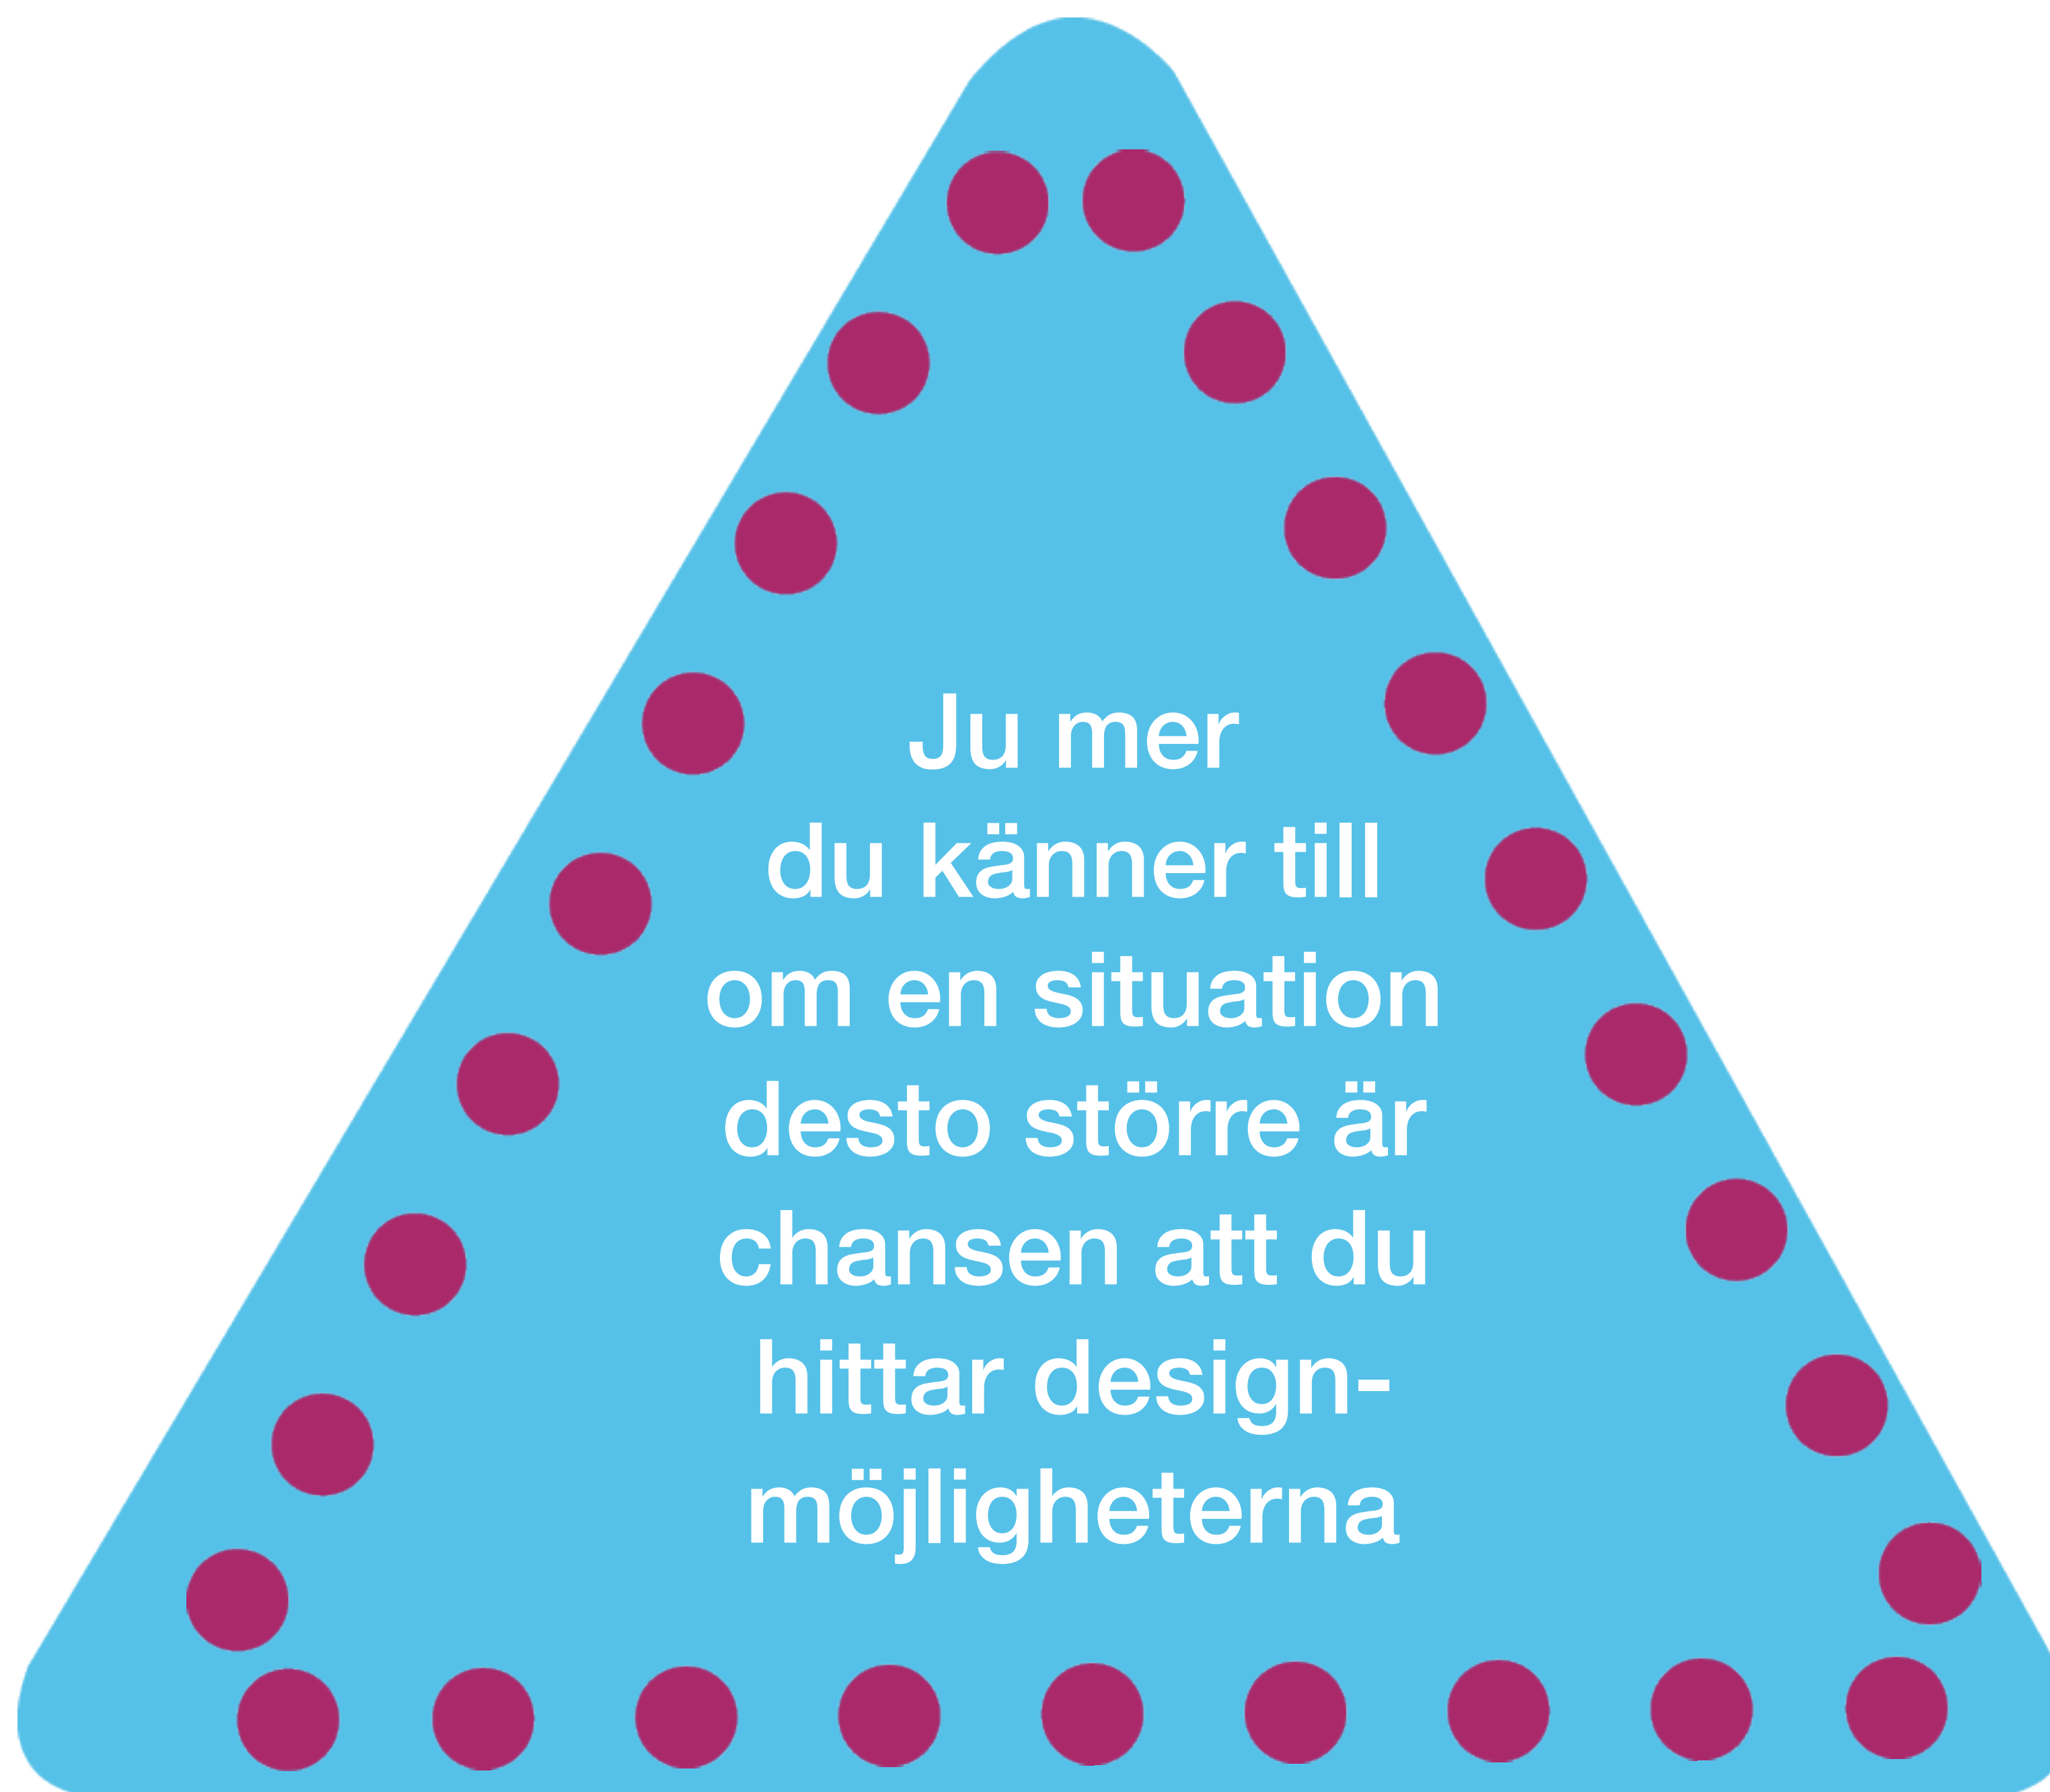 Ju mer
du känner till
om en situation
desto större är
chansen att du
hittar design-
möjligheterna